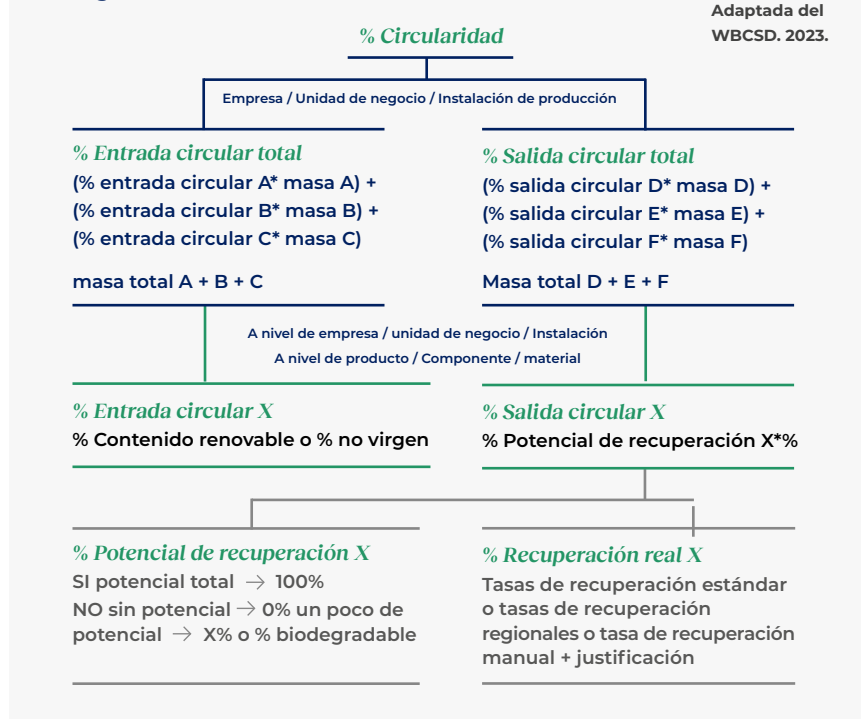 Adaptada del
WBCSD. 2023.
% Circularidad
Empresa / Unidad de negocio / Instalación de producción
% Entrada circular total
(% entrada circular A* masa A) +
(% entrada circular B* masa B) +
(% entrada circular C* masa C)
masa total A + B + C
% Salida circular total
(% salida circular D* masa D) +
(% salida circular E* masa E) +
(% salida circular F* masa F)
Masa total D + E + F
A nivel de empresa / unidad de negocio / Instalación
A nivel de producto / Componente / material
% Entrada circular X
% Contenido renovable o % no virgen
% Salida circular X
% Potencial de recuperación X*%
% Potencial de recuperación X
SI potencial total → 100%
NO sin potencial → 0% un poco de
potencial → X% o % biodegradable
% Recuperación real X
Tasas de recuperación estándar
o tasas de recuperación
regionales o tasa de recuperación
manual + justificación